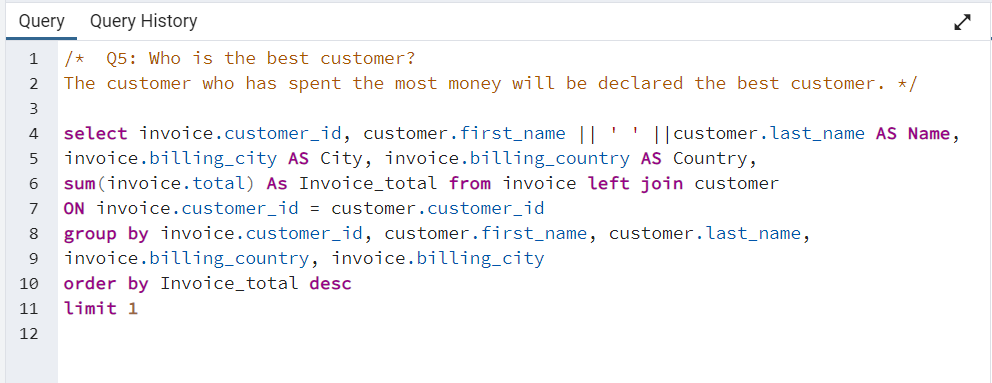 Query Query History
1 /*  Q5: Who is the best customer?
2 The customer who has spent the most money will be declared the best customer. */
3
4 select invoice.customer_id, customer.first_name || ' ' ||customer.last_name AS Name,
5 invoice.billing_city AS City, invoice.billing_country AS Country,
6 sum(invoice.total) As Invoice_total from invoice left join customer
7 ON invoice.customer_id = customer.customer_id
8 group by invoice.customer_id, customer.first_name, customer.last_name,
9 invoice.billing_country, invoice.billing_city
10 order by Invoice_total desc
11 limit 1
12